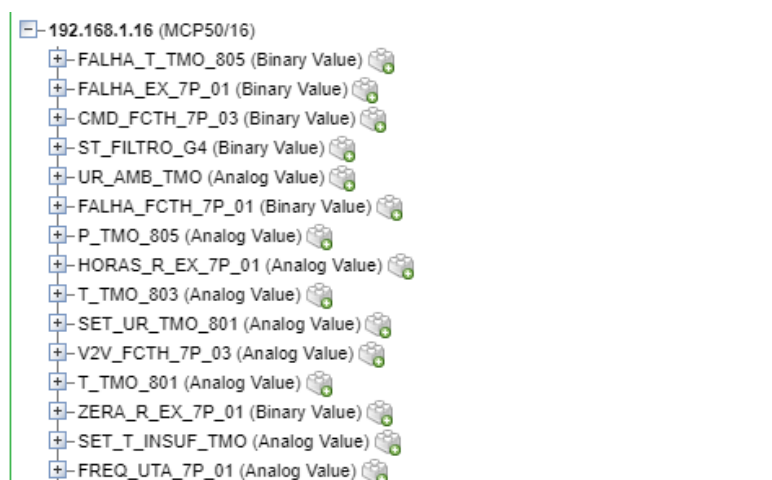 192.168.1.16 (MCP50/16)
FALHA_T_TMO_805 (Binary Value)
FALHA_EX_7P_01 (Binary Value)
CMD_FCTH_7P_03 (Binary Value)
ST_FILTRO_G4 (Binary Value)
UR_AMB_TMO (Analog Value)
FALHA_FCTH_7P_01 (Binary Value)
P_TMO_805 (Analog Value)
HORAS_R_EX_7P_01 (Analog Value)
T_TMO_803 (Analog Value)
SET_UR_TMO_801 (Analog Value)
V2V_FCTH_7P_03 (Analog Value)
T_TMO_801 (Analog Value)
ZERA_R_EX_7P_01 (Binary Value)
SET_T_INSUF_TMO (Analog Value)
FREQ_UTA_7P_01 (Analog Value)